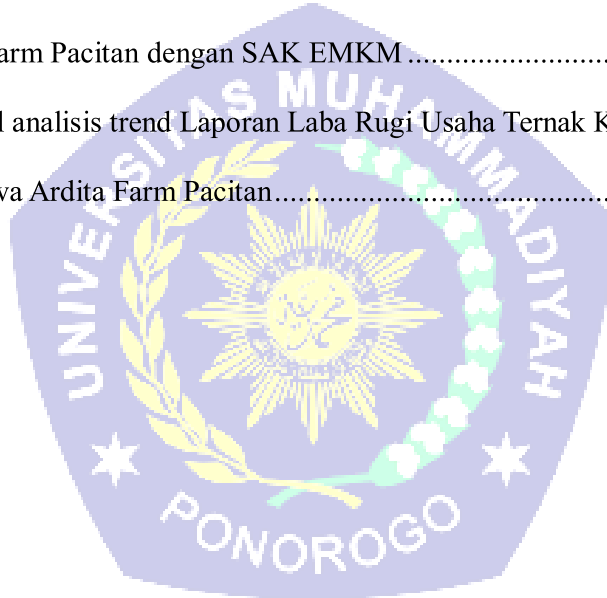 arm Pacitan dengan SAK EMKM ............................
l analisis trend Laporan Laba Rugi Usaha Ternak K
va Ardita Farm Pacitan.............................................
UNIVERSITAS MUHAMMADIYAH
PONOROGO